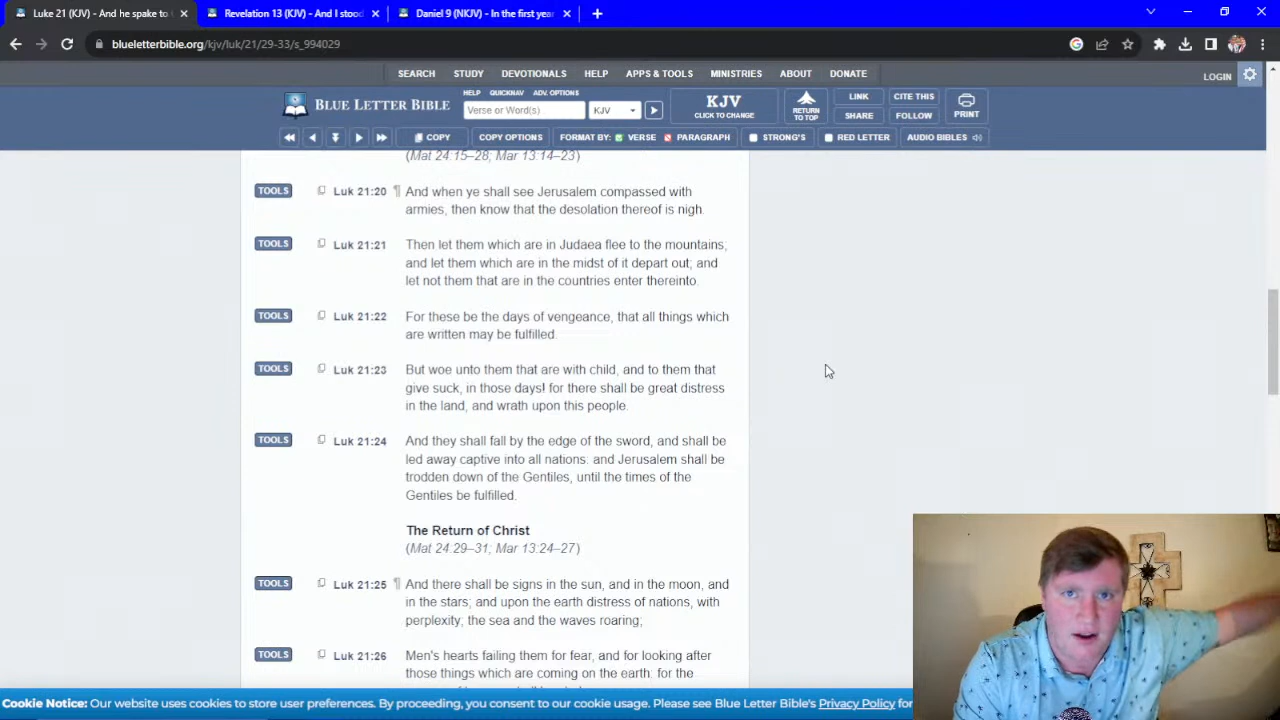 Luke 21 (KJV) - And he spake to
Revelation 13 (KJV) - And I stood
Daniel 9 (NKJV) - In the first year
blueletterbible.org/kjv/luk/21/29-33/s_994029
SEARCH STUDY DEVOTIONALS HELP APPS & TOOLS MINISTRIES ABOUT DONATE
LOGIN
BLUE LETTER BIBLE
HELP QUICKNAV ADV. OPTIONS
Verse or Word(s)
KJV
KJV
CLICK TO CHANGE
RETURN
TO TOP
LINK
CITE THIS
SHARE
FOLLOW
PRINT
COPY COPY OPTIONS FORMAT BY: VERSE PARAGRAPH STRONG'S RED LETTER AUDIO BIBLES
(Mat 24:15–28; Mar 13:14–23)
TOOLS Luk 21:20 ¶ And when ye shall see Jerusalem compassed with
armies, then know that the desolation thereof is nigh.
TOOLS Luk 21:21 Then let them which are in Judaea flee to the mountains;
and let them which are in the midst of it depart out; and
let not them that are in the countries enter thereinto.
TOOLS Luk 21:22 For these be the days of vengeance, that all things which
are written may be fulfilled.
TOOLS Luk 21:23 But woe unto them that are with child, and to them that
give suck, in those days! for there shall be great distress
in the land, and wrath upon this people.
TOOLS Luk 21:24 And they shall fall by the edge of the sword, and shall be
led away captive into all nations: and Jerusalem shall be
trodden down of the Gentiles, until the times of the
Gentiles be fulfilled.
The Return of Christ
(Mat 24:29–31; Mar 13:24–27)
TOOLS Luk 21:25 ¶ And there shall be signs in the sun, and in the moon, and
in the stars; and upon the earth distress of nations, with
perplexity; the sea and the waves roaring;
TOOLS Luk 21:26 Men's hearts failing them for fear, and for looking after
those things which are coming on the earth: for the
Cookie Notice: Our website uses cookies to store user preferences. By proceeding, you consent to our cookie usage. Please see Blue Letter Bible's Privacy Policy for